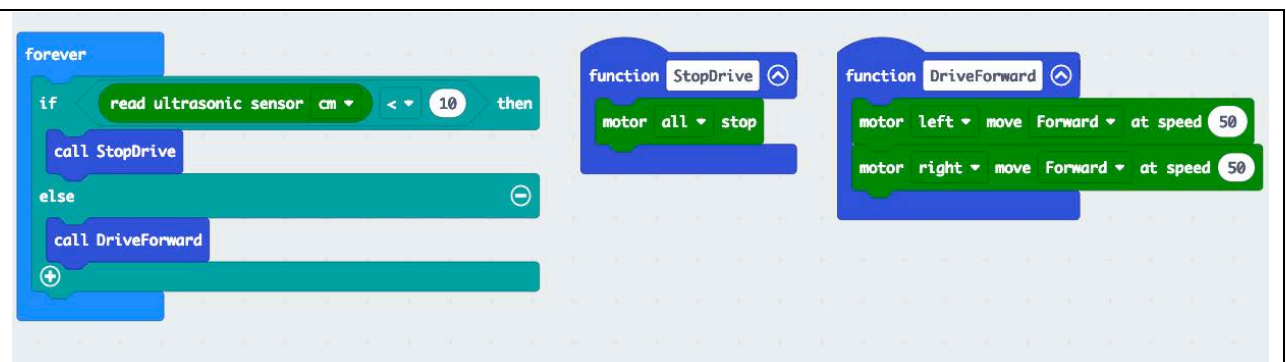 forever
if read ultrasonic sensor cm < 10 then
call StopDrive
else
call DriveForward
function StopDrive
motor all stop
function DriveForward
motor left move Forward at speed 50
motor right move Forward at speed 50